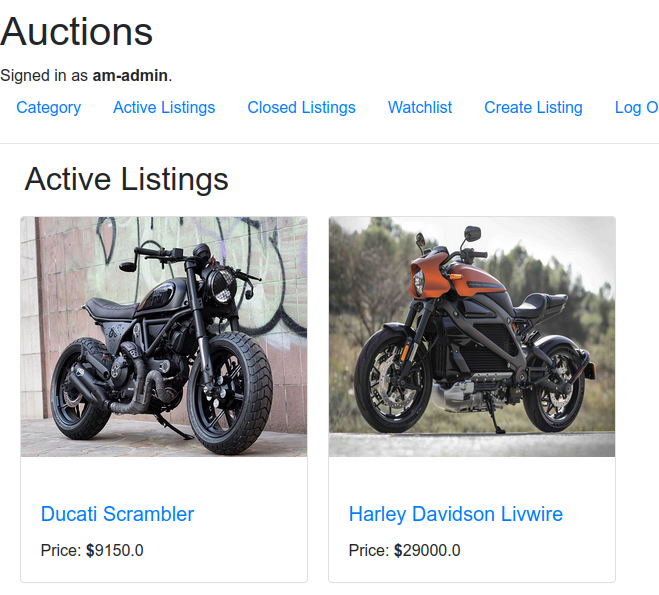 Auctions
Signed in as am-admin.
Category Active Listings Closed Listings Watchlist Create Listing Log O
Active Listings
Ducati Scrambler
Harley Davidson Livwire
Price: $9150.0
Price: $29000.0